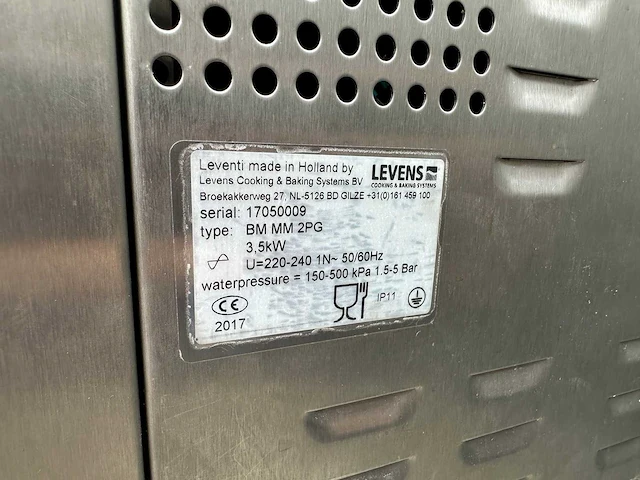 Leventi made in Holland by
Levens Cooking & Baking Systems BV
LEVENS
COOKING & BAKING SYSTEMS
Broekakkerweg 27, NL-5126 BD GILZE +31(0)161 459 100
serial: 17050009
type: BM MM 2PG
3,5kW
U=220-240 1N~ 50/60Hz
waterpressure = 150-500 kPa 1.5-5 Bar
CE
IP11
2017